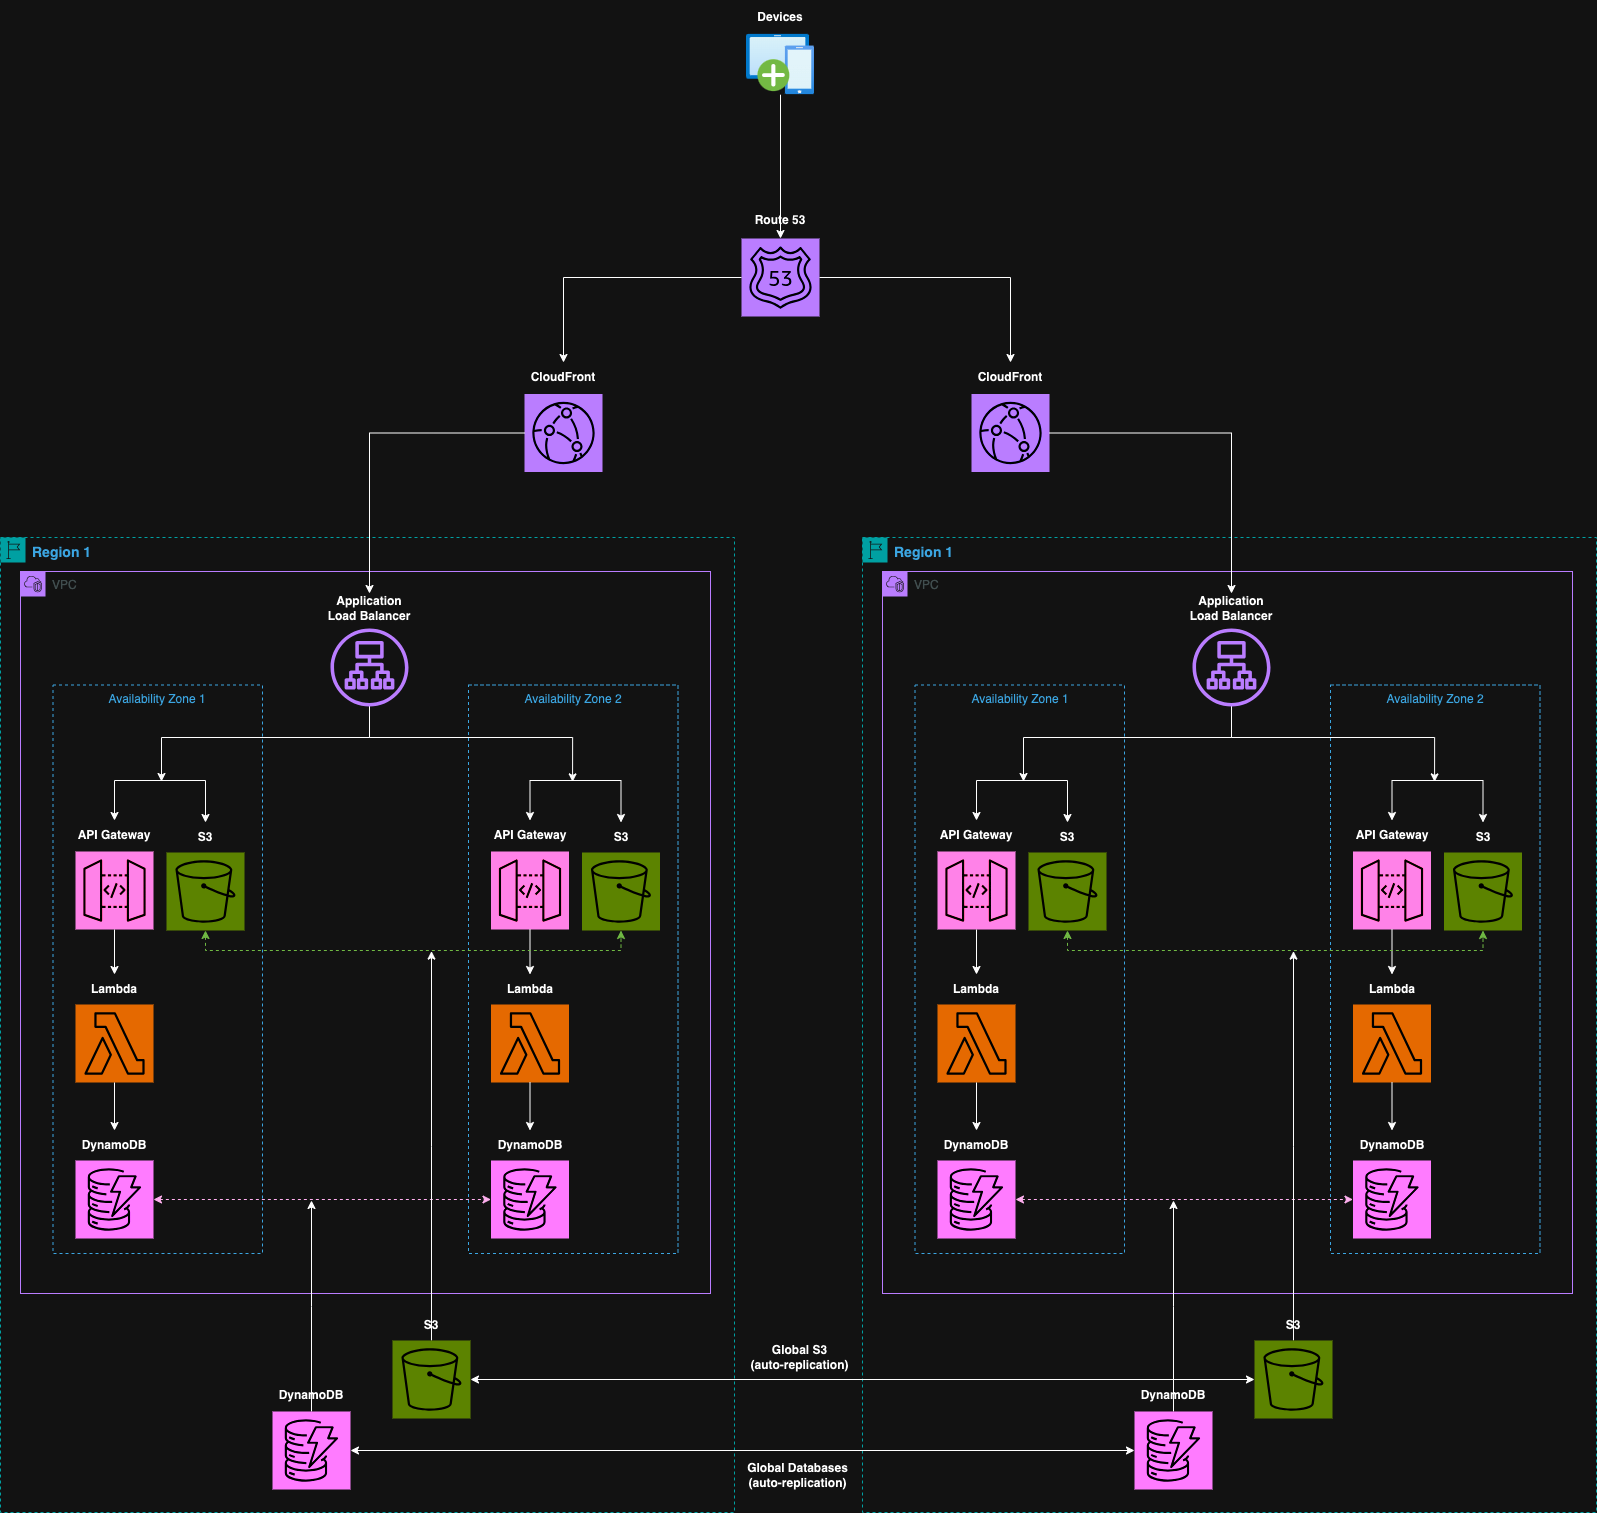 Devices
Route 53
53
CloudFront
CloudFront
Region 1
Region 1
VPC
VPC
Application
Load Balancer
Application
Load Balancer
Availability Zone 1
Availability Zone 2
Availability Zone 1
Availability Zone 2
API Gateway
S3
API Gateway
S3
API Gateway
S3
API Gateway
S3
</>
</>
</>
</>
Lambda
Lambda
Lambda
Lambda
DynamoDB
DynamoDB
DynamoDB
DynamoDB
S3
S3
Global S3
(auto-replication)
DynamoDB
DynamoDB
Global Databases
(auto-replication)